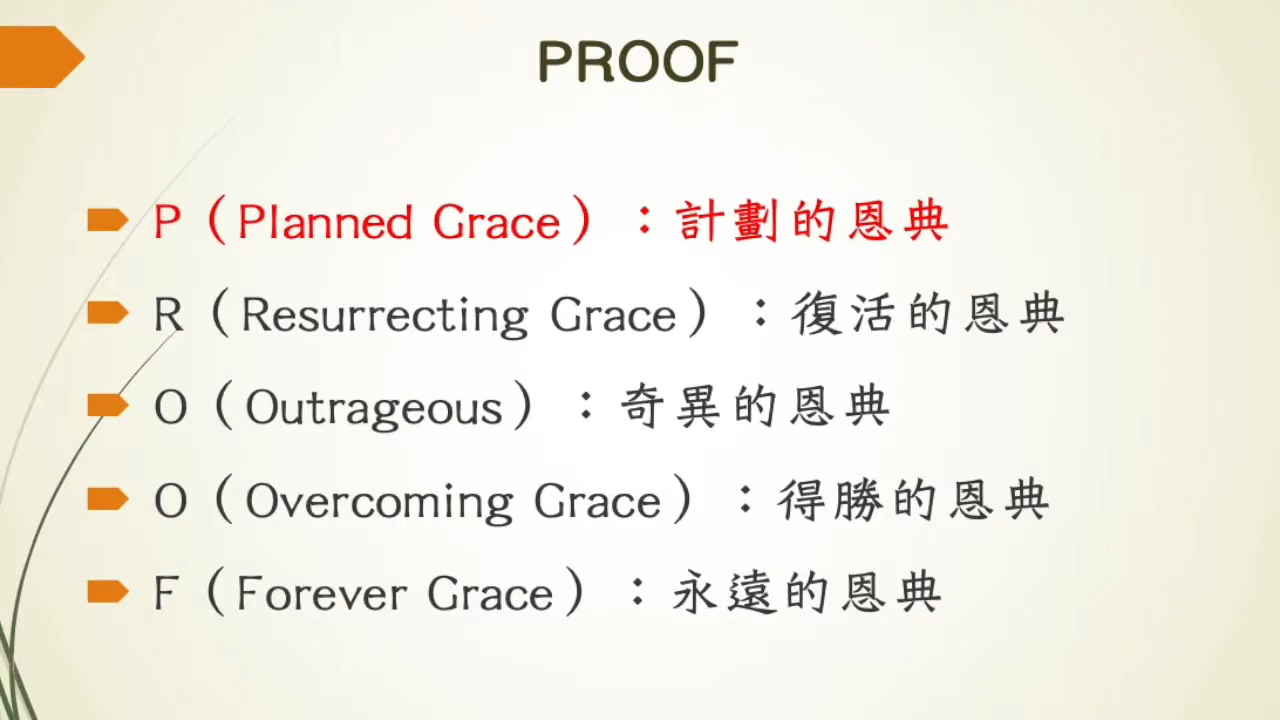 PROOF
P（Planned Grace）：計劃的恩典
R（Resurrecting Grace）：復活的恩典
O（Outrageous）：奇異的恩典
O（Overcoming Grace）：得勝的恩典
F（Forever Grace）：永遠的恩典